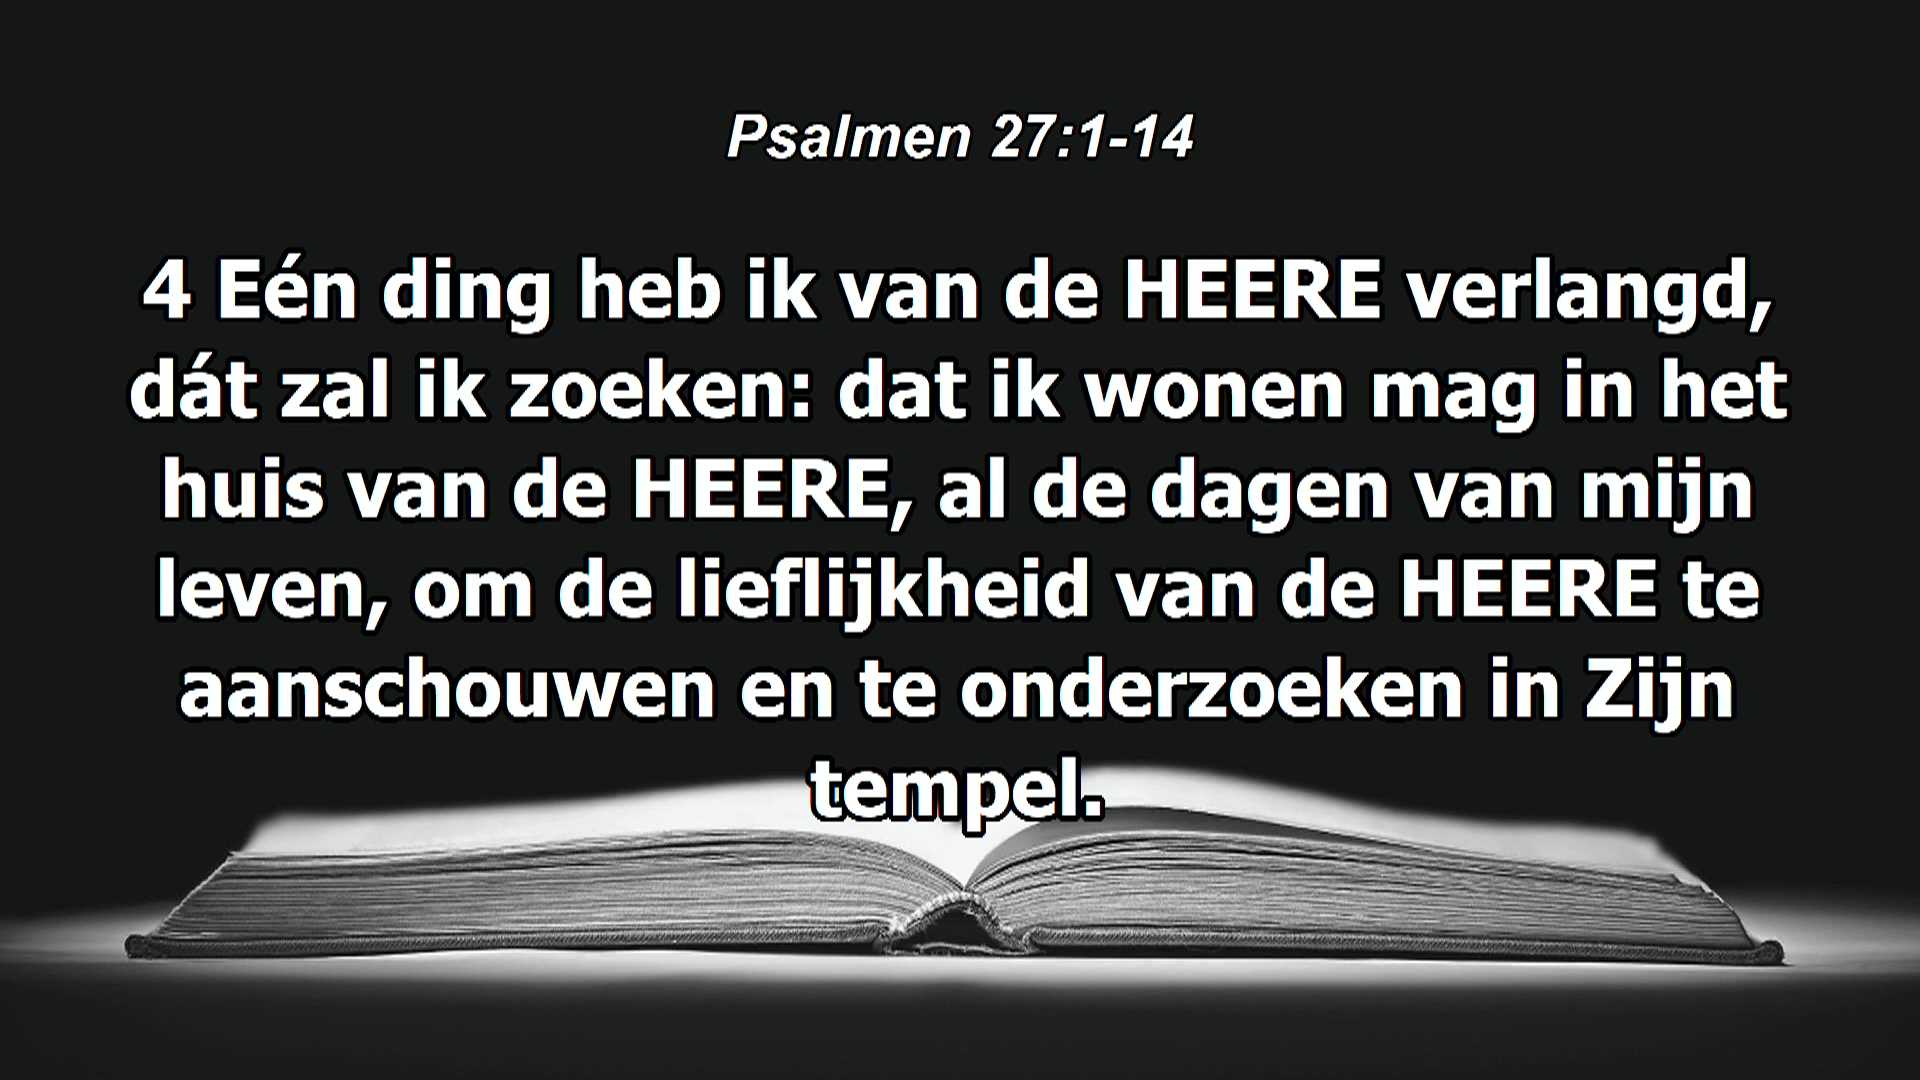 Psalmen 27:1-14
4 Eén ding heb ik van de HEERE verlangd,
dát zal ik zoeken: dat ik wonen mag in het
huis van de HEERE, al de dagen van mijn
leven, om de lieflijkheid van de HEERE te
aanschouwen en te onderzoeken in Zijn
tempel.